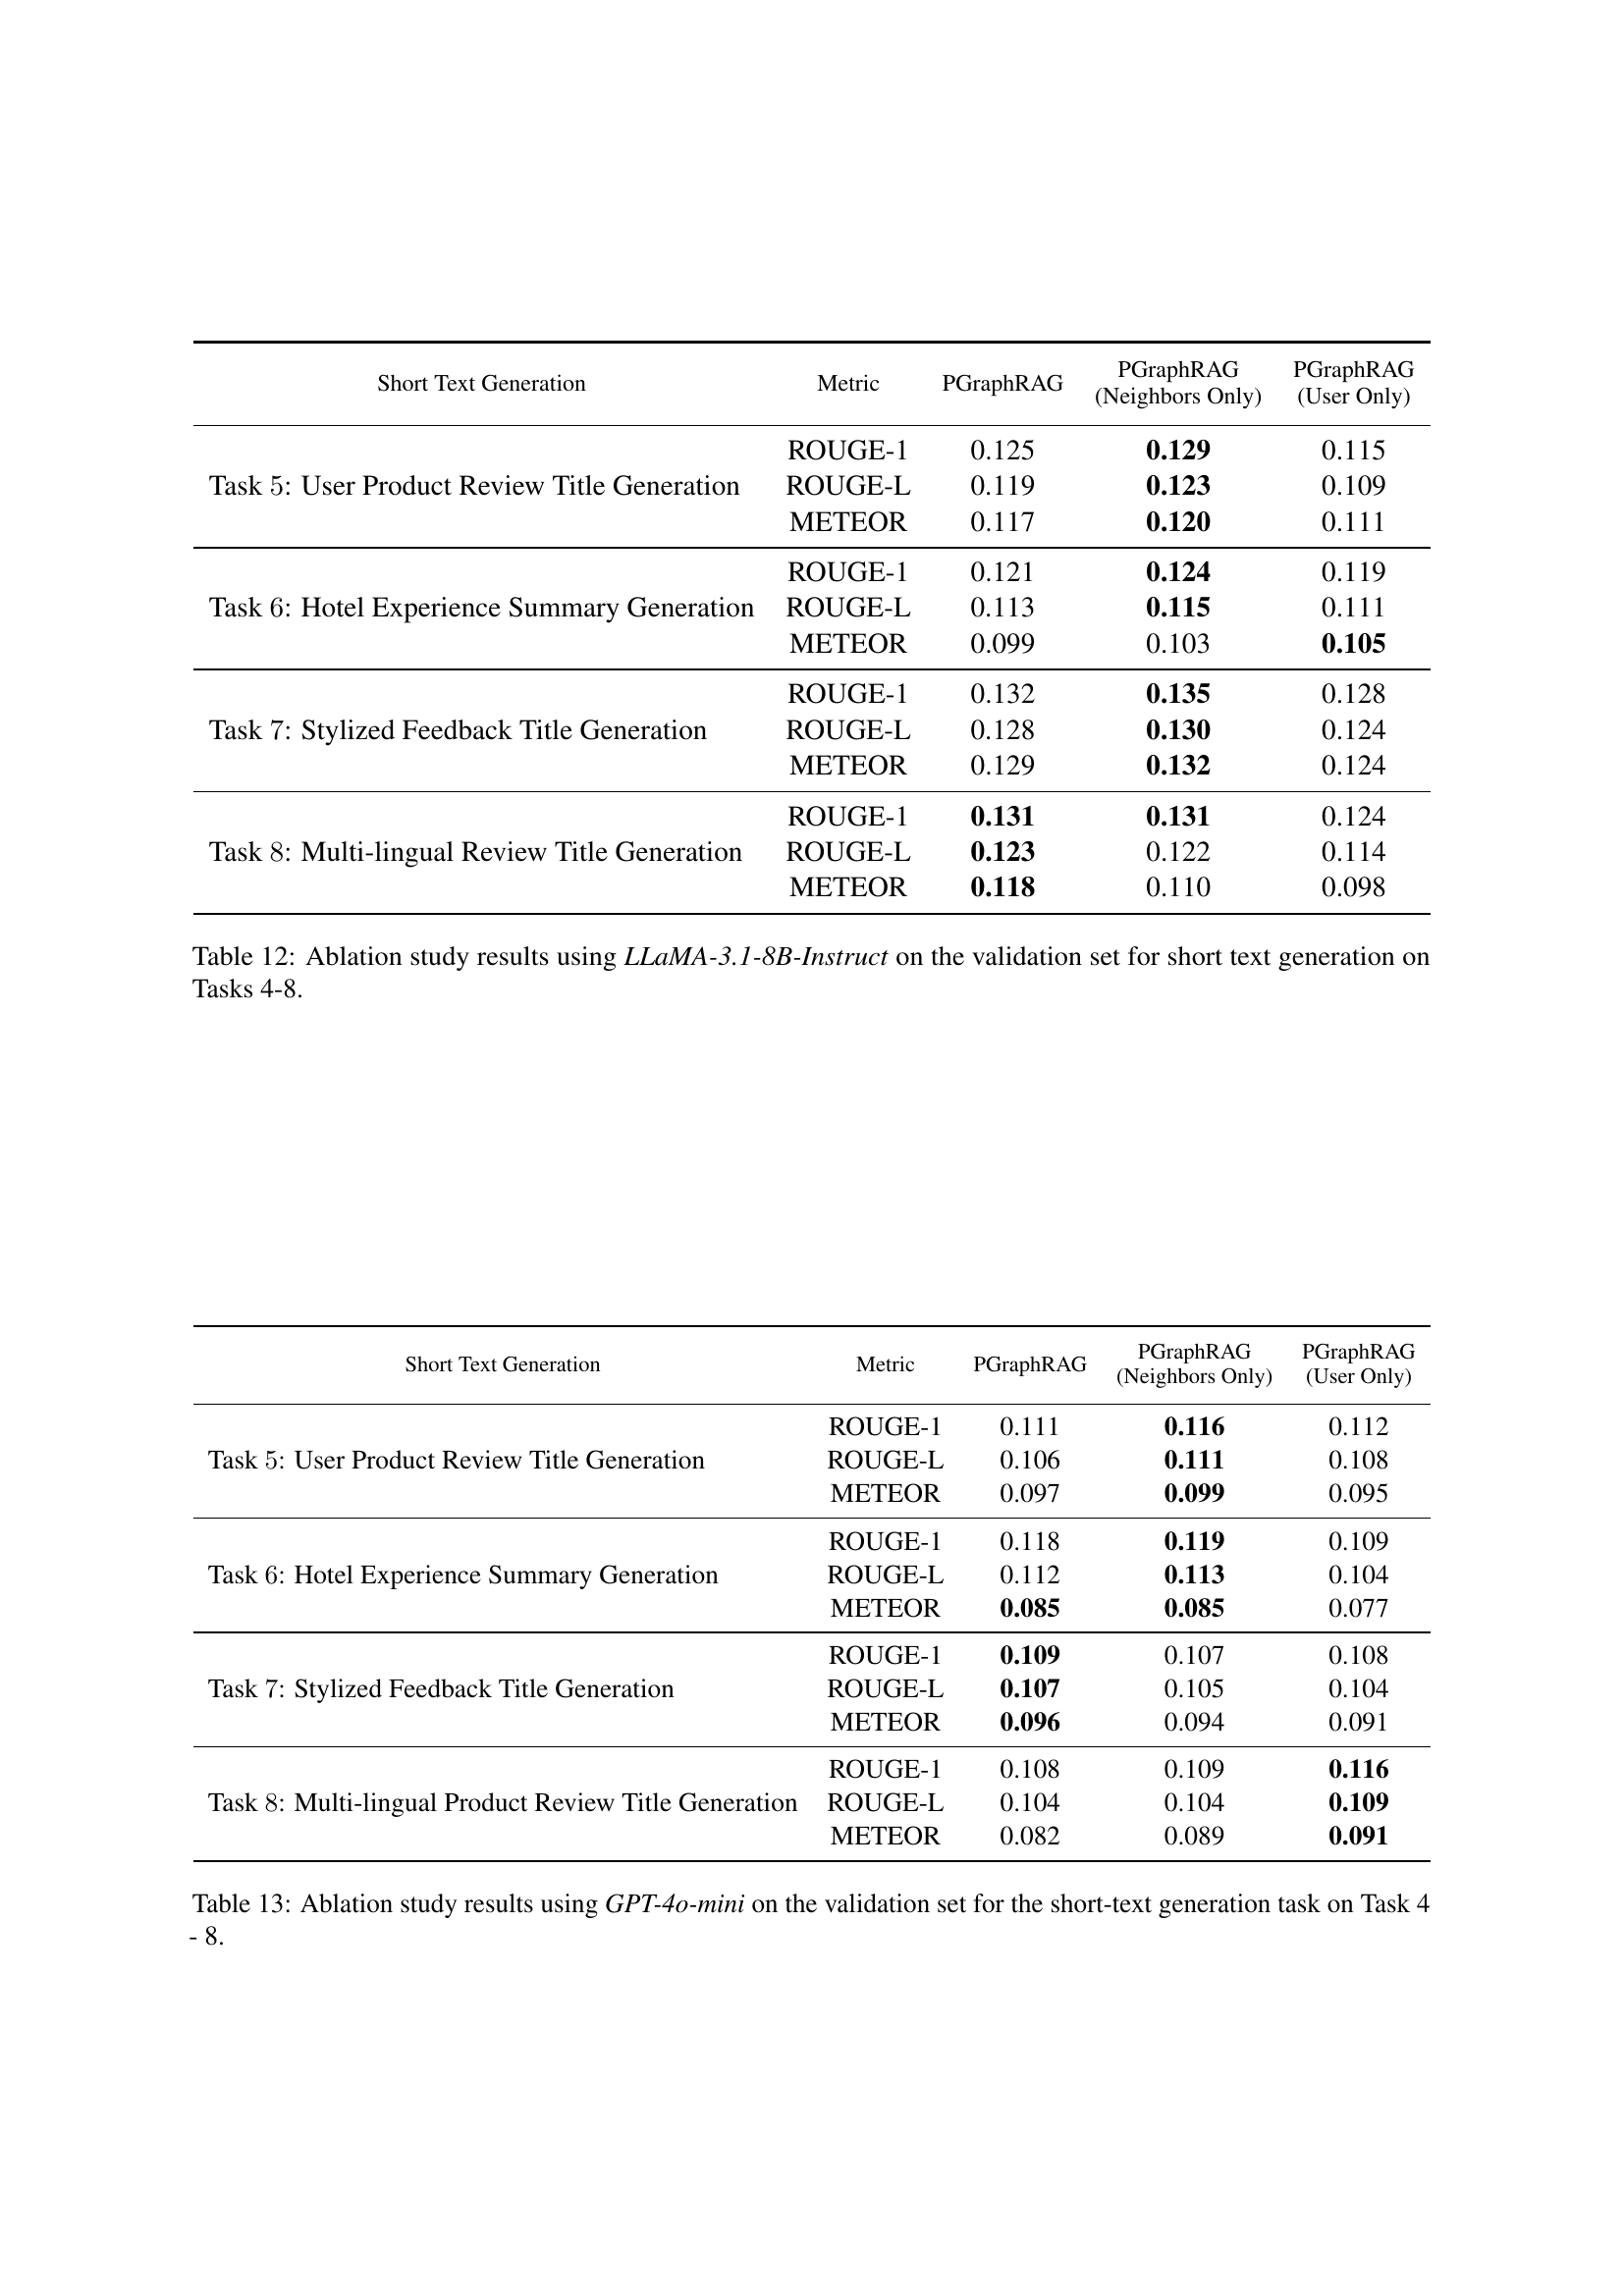 Short Text Generation Metric PGraphRAG PGraphRAG (Neighbors Only) PGraphRAG (User Only)
ROUGE-1 0.125 0.129 0.115
Task 5: User Product Review Title Generation ROUGE-L 0.119 0.123 0.109
METEOR 0.117 0.120 0.111
ROUGE-1 0.121 0.124 0.119
Task 6: Hotel Experience Summary Generation ROUGE-L 0.113 0.115 0.111
METEOR 0.099 0.103 0.105
ROUGE-1 0.132 0.135 0.128
Task 7: Stylized Feedback Title Generation ROUGE-L 0.128 0.130 0.124
METEOR 0.129 0.132 0.124
ROUGE-1 0.131 0.131 0.124
Task 8: Multi-lingual Review Title Generation ROUGE-L 0.123 0.122 0.114
METEOR 0.118 0.110 0.098
Table 12: Ablation study results using LLaMA-3.1-8B-Instruct on the validation set for short text generation on
Tasks 4-8.
Short Text Generation Metric PGraphRAG PGraphRAG (Neighbors Only) PGraphRAG (User Only)
ROUGE-1 0.111 0.116 0.112
Task 5: User Product Review Title Generation ROUGE-L 0.106 0.111 0.108
METEOR 0.097 0.099 0.095
ROUGE-1 0.118 0.119 0.109
Task 6: Hotel Experience Summary Generation ROUGE-L 0.112 0.113 0.104
METEOR 0.085 0.085 0.077
ROUGE-1 0.109 0.107 0.108
Task 7: Stylized Feedback Title Generation ROUGE-L 0.107 0.105 0.104
METEOR 0.096 0.094 0.091
ROUGE-1 0.108 0.109 0.116
Task 8: Multi-lingual Product Review Title Generation ROUGE-L 0.104 0.104 0.109
METEOR 0.082 0.089 0.091
Table 13: Ablation study results using GPT-4o-mini on the validation set for the short-text generation task on Task 4
- 8.